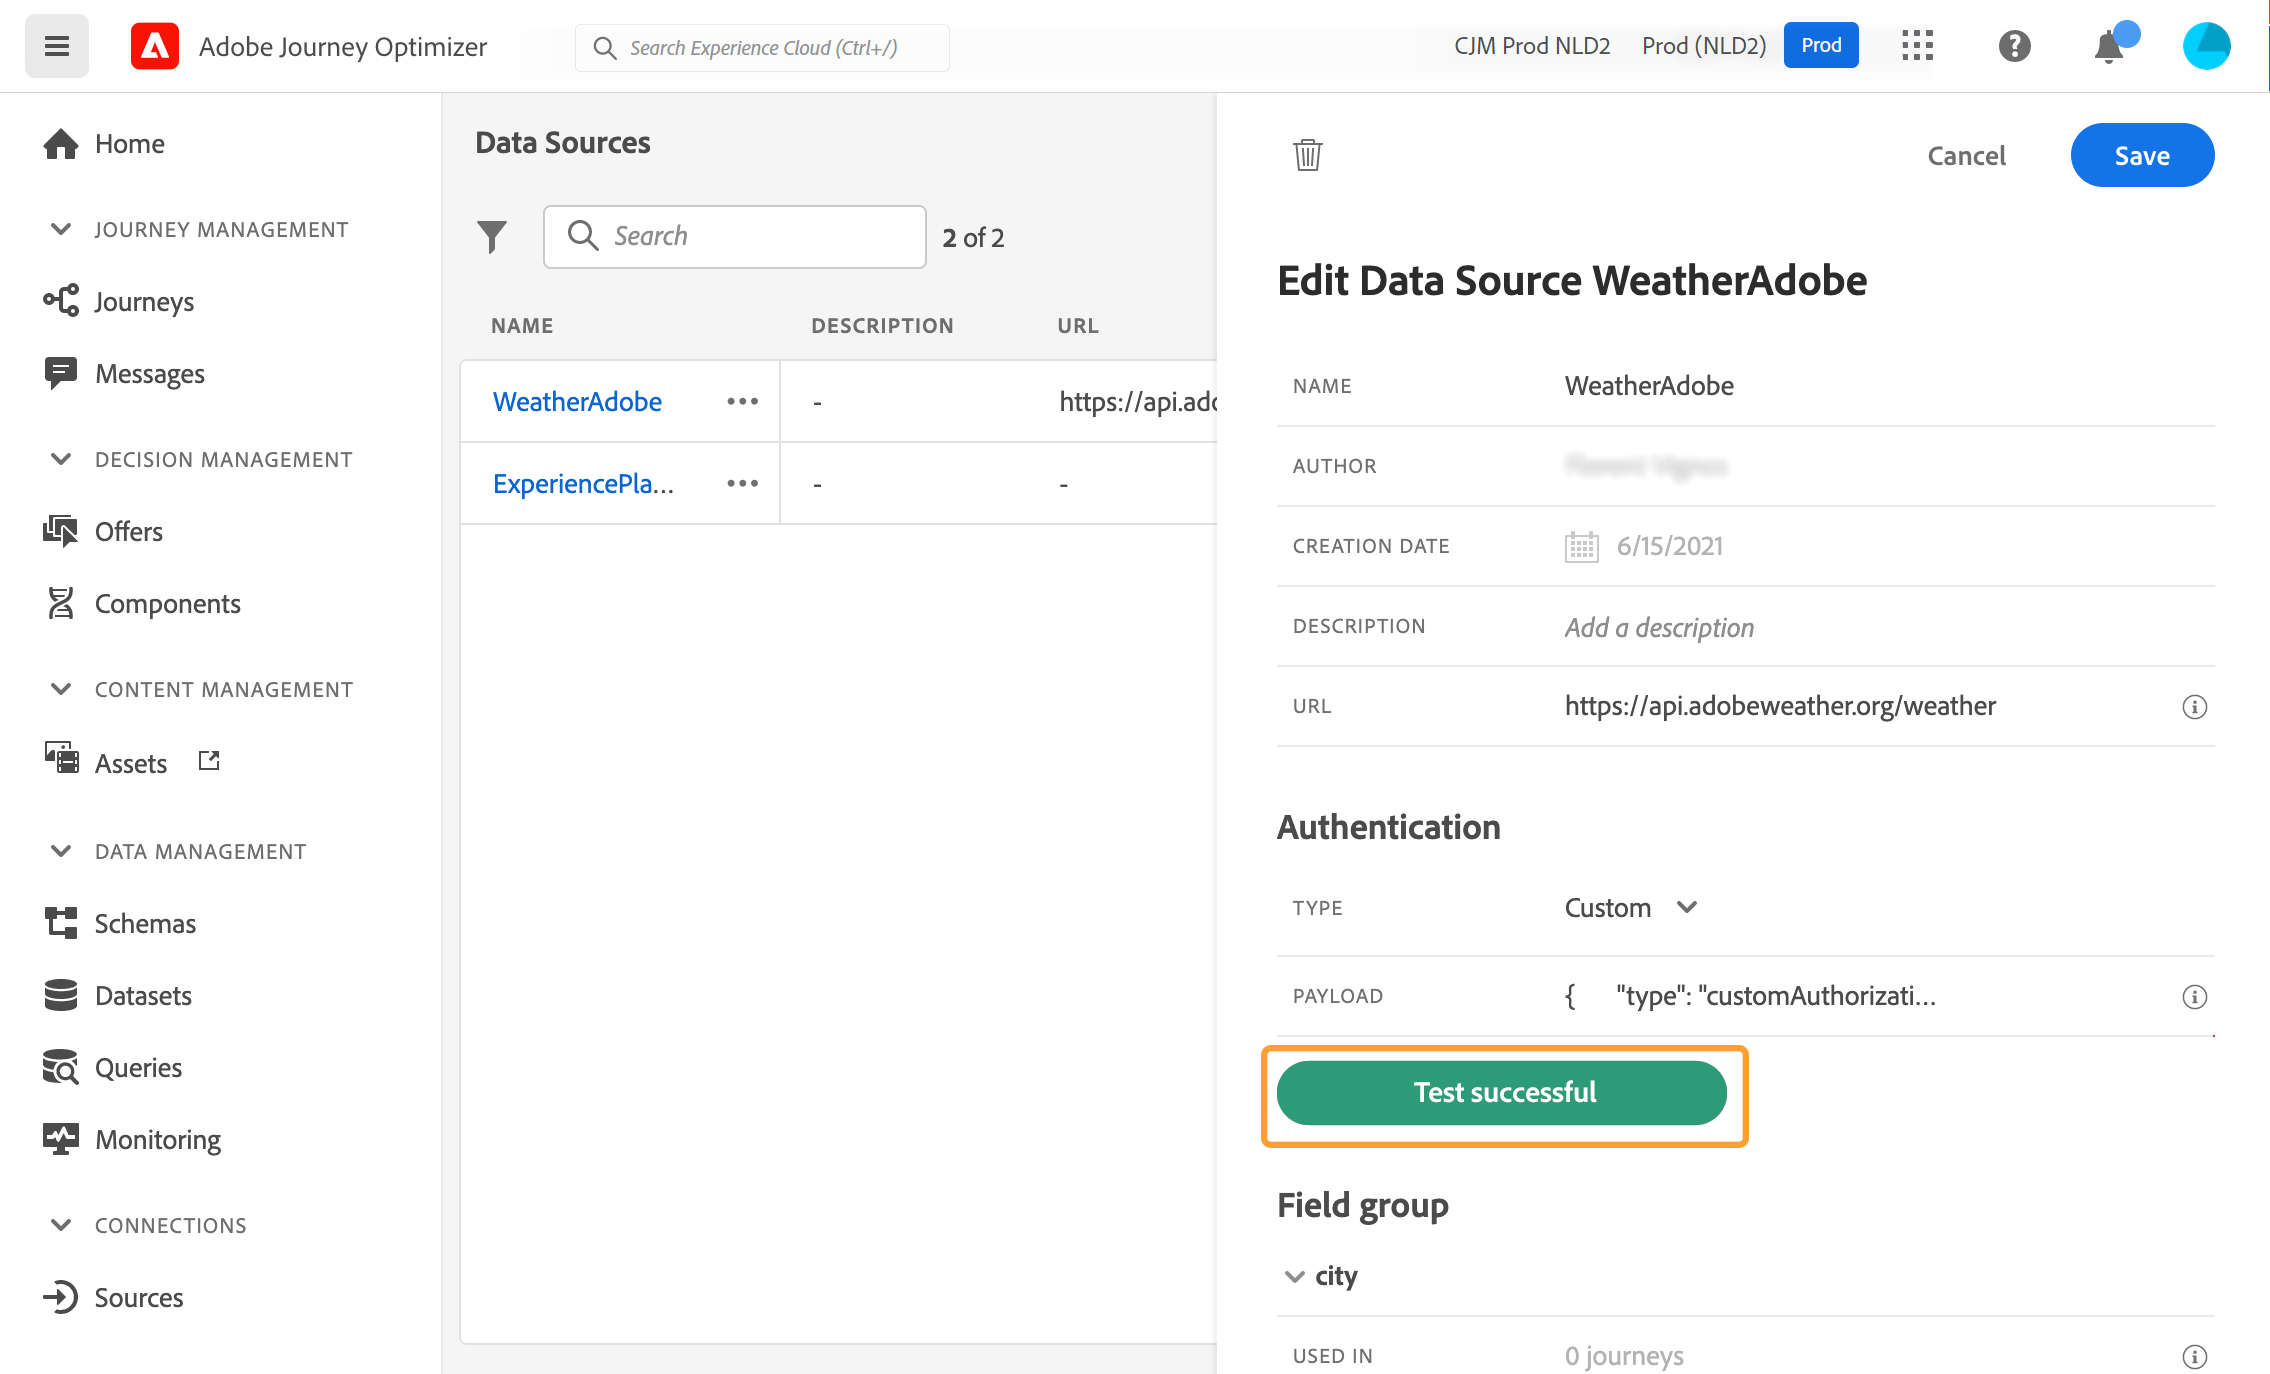 Adobe Journey Optimizer
Search Experience Cloud (Ctrl+/)
CJM Prod NLD2
Prod (NLD2)
Prod
Home
JOURNEY MANAGEMENT
Journeys
Messages
DECISION MANAGEMENT
Offers
Components
CONTENT MANAGEMENT
Assets
DATA MANAGEMENT
Schemas
Datasets
Queries
Monitoring
CONNECTIONS
Sources
Data Sources
Search
2 of 2
NAME DESCRIPTION URL
WeatherAdobe ••• - https://api.ado
ExperiencePla... ••• - -
Cancel
Save
Edit Data Source WeatherAdobe
NAME WeatherAdobe
AUTHOR
CREATION DATE 6/15/2021
DESCRIPTION Add a description
URL https://api.adobeweather.org/weather
Authentication
TYPE Custom
PAYLOAD { "type": "customAuthorizati...
Test successful
Field group
city
USED IN 0 journeys